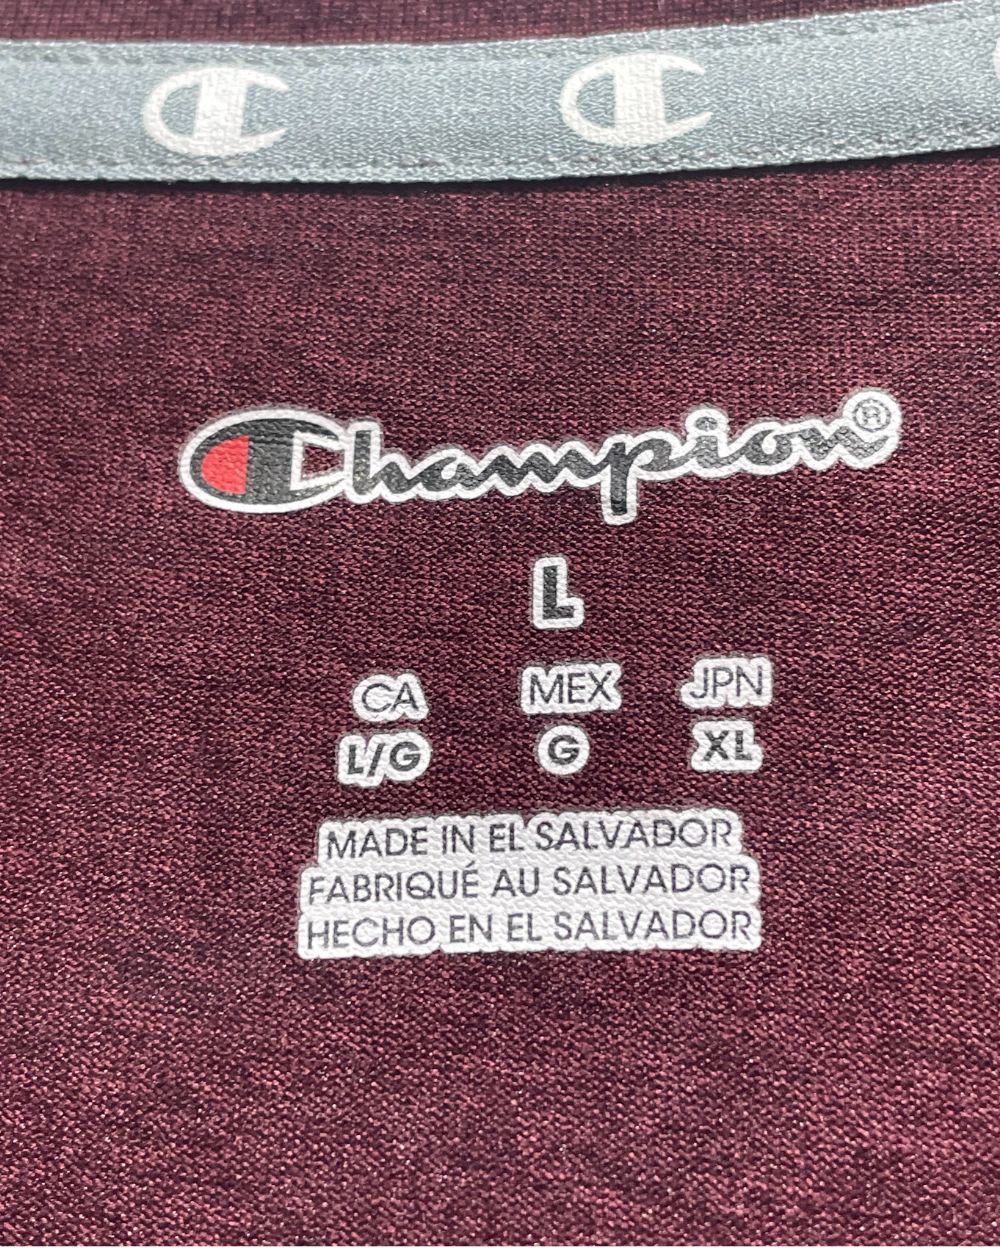 Champion®
L
CA MEX JPN
L/G G XL
MADE IN EL SALVADOR
FABRIQUÉ AU SALVADOR
HECHO EN EL SALVADOR